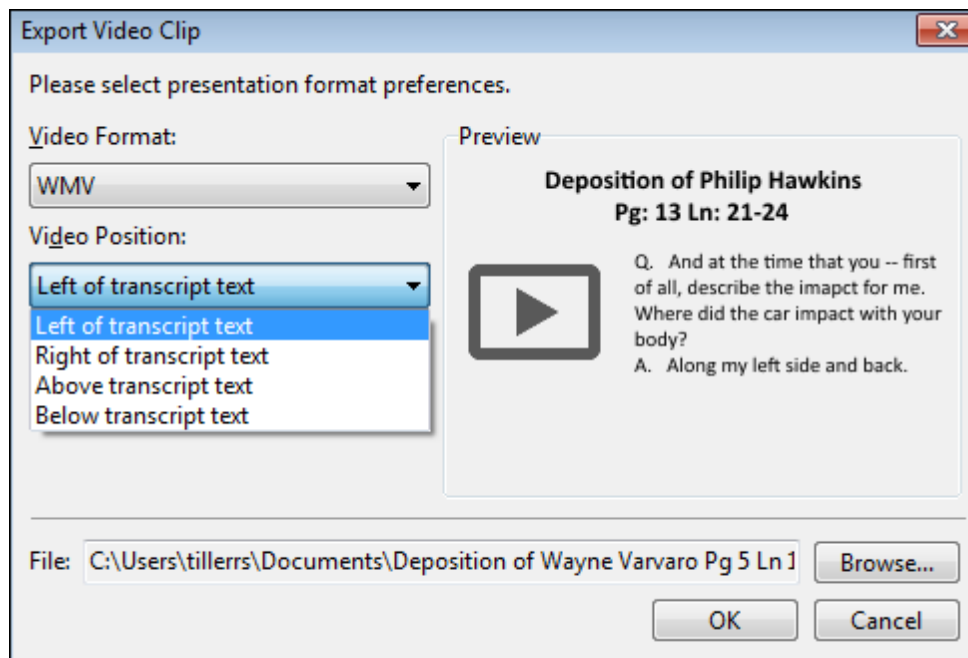 Export Video Clip
Please select presentation format preferences.
Video Format:
WMV
Video Position:
Left of transcript text
Left of transcript text
Right of transcript text
Above transcript text
Below transcript text
Preview
Deposition of Philip Hawkins
Pg: 13 Ln: 21-24
Q. And at the time that you -- first
of all, describe the imapct for me.
Where did the car impact with your
body?
A. Along my left side and back.
File: C:\Users\tillerrs\Documents\Deposition of Wayne Varvaro Pg 5 Ln 1
Browse...
OK
Cancel